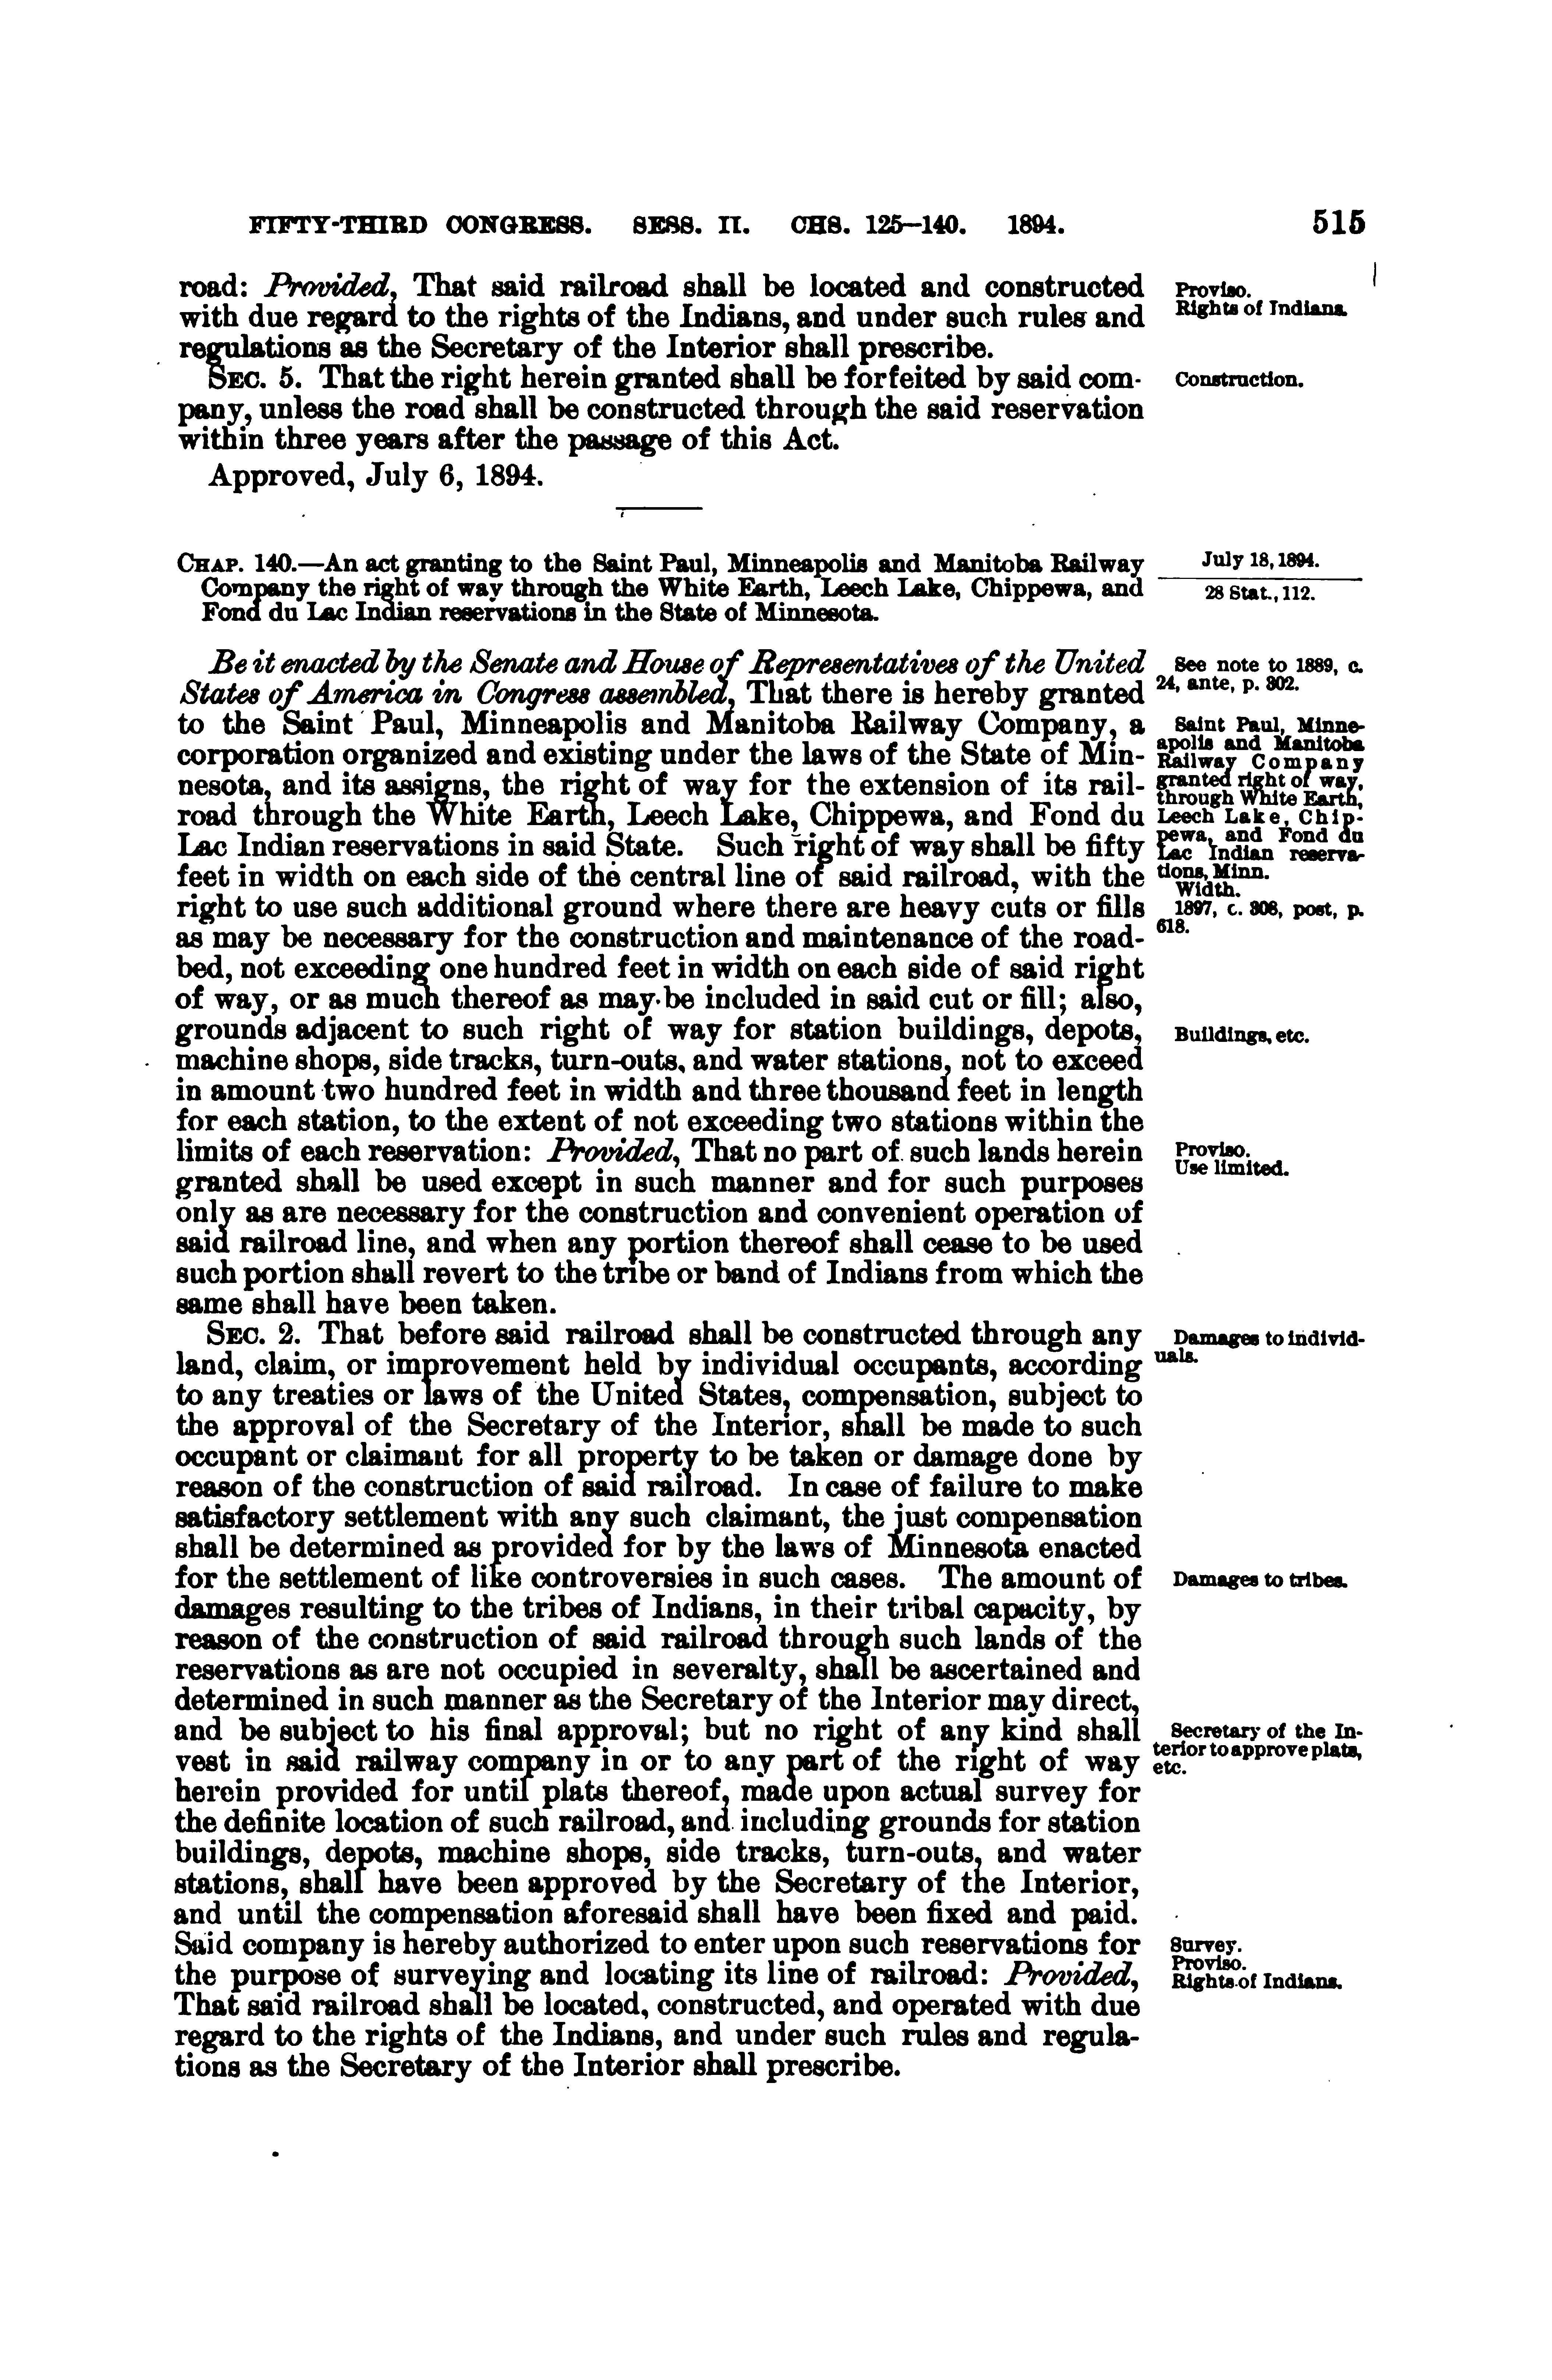 FIFTY-THIRD CONGRESS. SESS. II. CHS. 125–140. 1894. 515
road: Provided, That said railroad shall be located and constructed
with due regard to the rights of the Indians, and under such rules and
regulations as the Secretary of the Interior shall prescribe.
Proviso.
Rights of Indians.
SEC. 5. That the right herein granted shall be forfeited by said com-
pany, unless the road shall be constructed through the said reservation
within three years after the passage of this Act.
Construction.
Approved, July 6, 1894.
CHAP. 140.—An act granting to the Saint Paul, Minneapolis and Manitoba Railway
Company the right of way through the White Earth, Leech Lake, Chippewa, and
Fond du Lac Indian reservations in the State of Minnesota.
July 18, 1894.
28 Stat., 112.
Be it enacted by the Senate and House of Representatives of the United
States of America in Congress assembled, That there is hereby granted
to the Saint Paul, Minneapolis and Manitoba Railway Company, a
corporation organized and existing under the laws of the State of Min-
nesota, and its assigns, the right of way for the extension of its rail-
road through the White Earth, Leech Lake, Chippewa, and Fond du
Lac Indian reservations in said State. Such right of way shall be fifty
feet in width on each side of the central line of said railroad, with the
right to use such additional ground where there are heavy cuts or fills
as may be necessary for the construction and maintenance of the road-
bed, not exceeding one hundred feet in width on each side of said right
of way, or as much thereof as may be included in said cut or fill; also,
grounds adjacent to such right of way for station buildings, depots,
machine shops, side tracks, turn-outs, and water stations, not to exceed
in amount two hundred feet in width and three thousand feet in length
for each station, to the extent of not exceeding two stations within the
limits of each reservation: Provided, That no part of such lands herein
granted shall be used except in such manner and for such purposes
only as are necessary for the construction and convenient operation of
said railroad line, and when any portion thereof shall cease to be used
such portion shall revert to the tribe or band of Indians from which the
same shall have been taken.
See note to 1889, c.
24, ante, p. 302.
Saint Paul, Minne-
apolis and Manitoba
Railway Company
granted right of way,
through White Earth,
Leech Lake, Chip-
pewa, and Fond du
Lac Indian reserva-
tions, Minn.
Width.
1897, c. 308, post, p.
618.
Buildings, etc.
Proviso.
Use limited.
SEC. 2. That before said railroad shall be constructed through any
land, claim, or improvement held by individual occupants, according
to any treaties or laws of the United States, compensation, subject to
the approval of the Secretary of the Interior, shall be made to such
occupant or claimant for all property to be taken or damage done by
reason of the construction of said railroad. In case of failure to make
satisfactory settlement with any such claimant, the just compensation
shall be determined as provided for by the laws of Minnesota enacted
for the settlement of like controversies in such cases. The amount of
damages resulting to the tribes of Indians, in their tribal capacity, by
reason of the construction of said railroad through such lands of the
reservations as are not occupied in severalty, shall be ascertained and
determined in such manner as the Secretary of the Interior may direct,
and be subject to his final approval; but no right of any kind shall
vest in said railway company in or to any part of the right of way
herein provided for until plats thereof, made upon actual survey for
the definite location of such railroad, and including grounds for station
buildings, depots, machine shops, side tracks, turn-outs, and water
stations, shall have been approved by the Secretary of the Interior,
and until the compensation aforesaid shall have been fixed and paid.
Said company is hereby authorized to enter upon such reservations for
the purpose of surveying and locating its line of railroad: Provided,
That said railroad shall be located, constructed, and operated with due
regard to the rights of the Indians, and under such rules and regula-
tions as the Secretary of the Interior shall prescribe.
Damages to individ-
uals.
Damages to tribes.
Secretary of the In-
terior to approve plats,
etc.
Survey.
Proviso.
Rights of Indians.